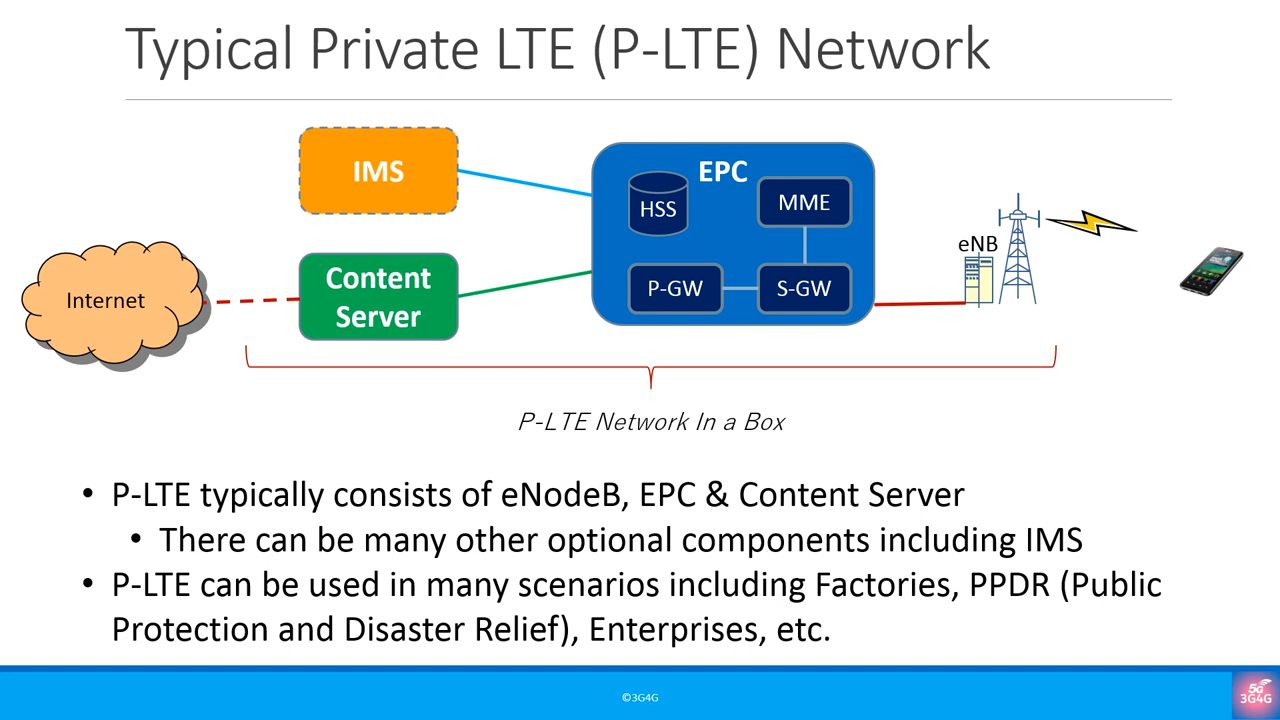 Typical Private LTE (P-LTE) Network
IMS
EPC
HSS
MME
eNB
Internet
Content
Server
P-GW
S-GW
P-LTE Network In a Box
• P-LTE typically consists of eNodeB, EPC & Content Server
• There can be many other optional components including IMS
• P-LTE can be used in many scenarios including Factories, PPDR (Public
Protection and Disaster Relief), Enterprises, etc.
©3G4G
5G
3G4G